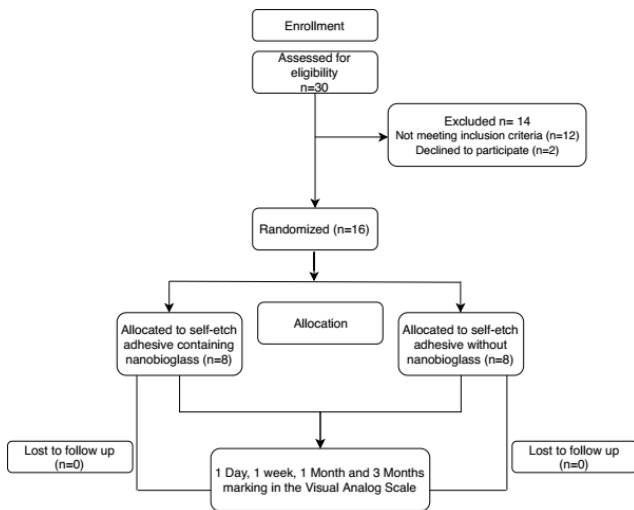 Enrollment
Assessed for
eligibility
n=30
Excluded n= 14
Not meeting inclusion criteria (n=12)
Declined to participate (n=2)
Randomized (n=16)
Allocated to self-etch
adhesive containing
nanobioglass (n=8)
Allocation
Allocated to self-etch
adhesive without
nanobioglass (n=8)
Lost to follow up
(n=0)
1 Day, 1 week, 1 Month and 3 Months
marking in the Visual Analog Scale
Lost to follow up
(n=0)